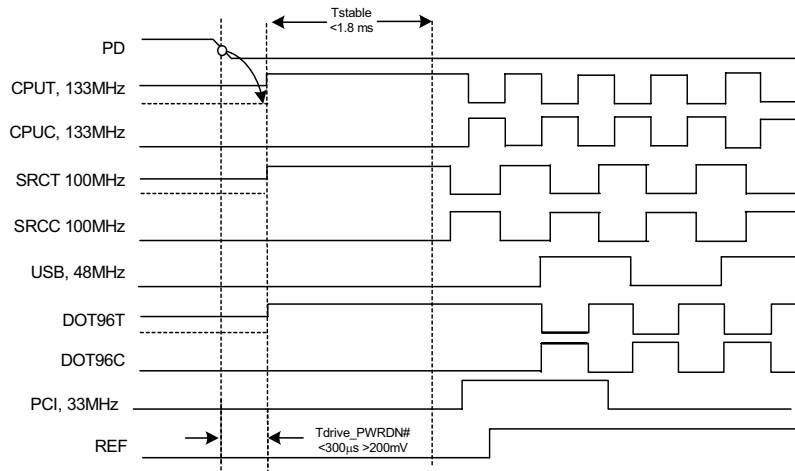 Tstable
<1.8 ms
PD
CPUT, 133MHz
CPUC, 133MHz
SRCT 100MHz
SRCC 100MHz
USB, 48MHz
DOT96T
DOT96C
PCI, 33MHz
Tdrive_PWRDN#
<300μs >200mV
REF